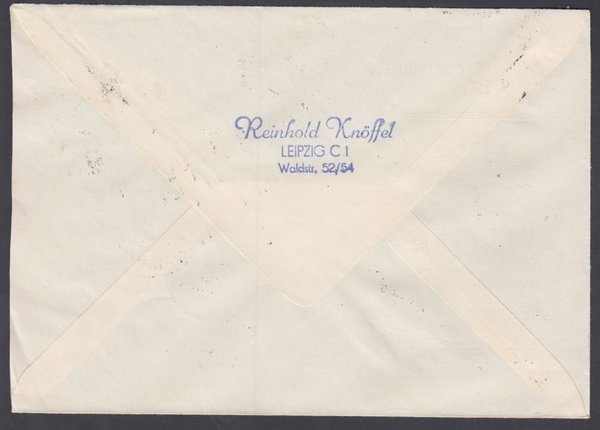 Reinhold Knöffel
LEIPZIG C 1
Waldstr. 52/54